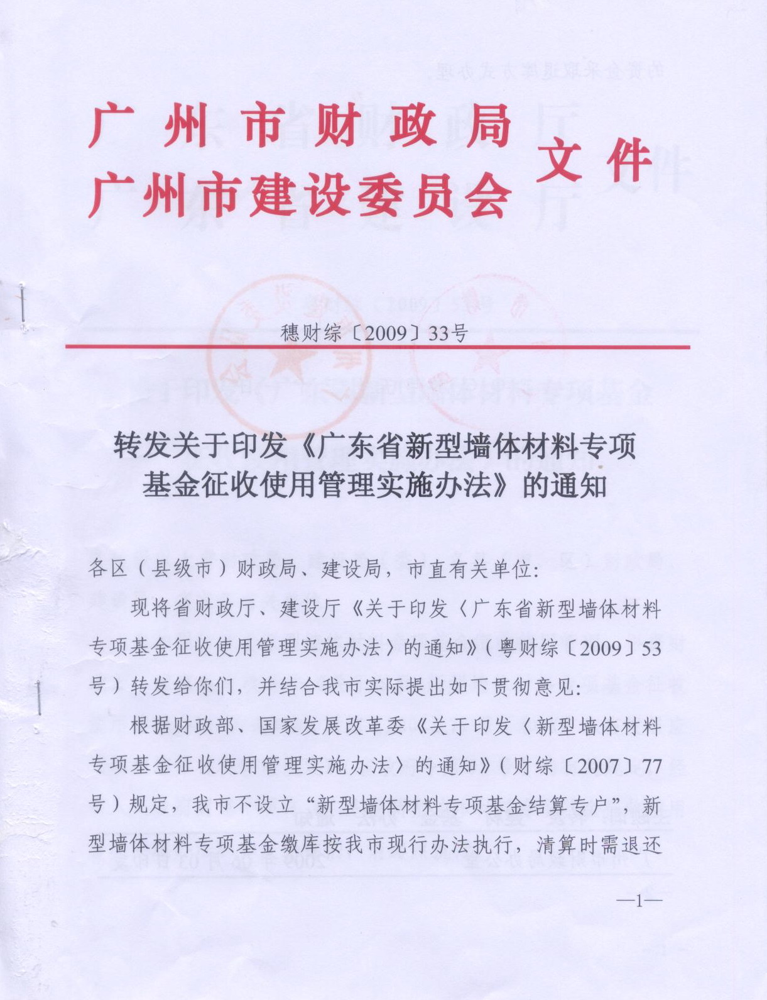 广州市财政局
广州市建设委员会
文件
穗财综〔2009〕33号
转发关于印发《广东省新型墙体材料专项
基金征收使用管理实施办法》的通知
各区（县级市）财政局、建设局，市直有关单位：
现将省财政厅、建设厅《关于印发〈广东省新型墙体材料
专项基金征收使用管理实施办法〉的通知》（粤财综〔2009〕53
号）转发给你们，并结合我市实际提出如下贯彻意见：
根据财政部、国家发展改革委《关于印发〈新型墙体材料
专项基金征收使用管理实施办法〉的通知》（财综〔2007〕77
号）规定，我市不设立“新型墙体材料专项基金结算专户”，新
型墙体材料专项基金缴库按我市现行办法执行，清算时需退还
—1—